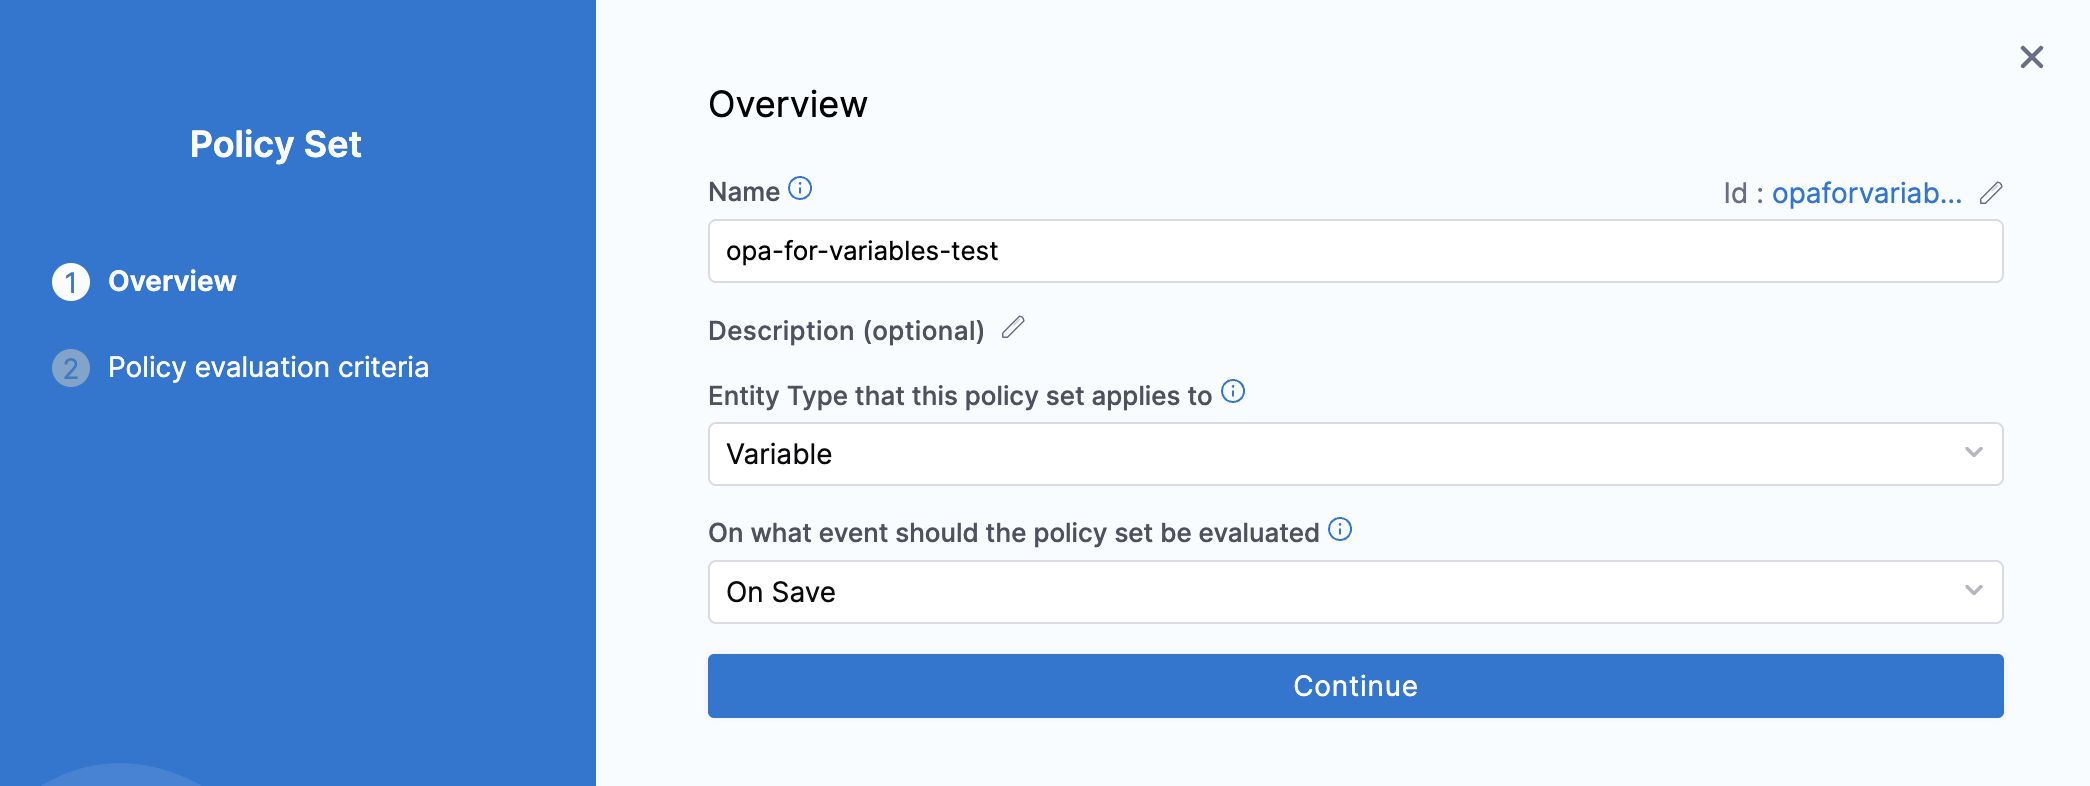 Policy Set
1 Overview
2 Policy evaluation criteria
Overview
Name
Id : opaforvariab...
opa-for-variables-test
Description (optional)
Entity Type that this policy set applies to
Variable
On what event should the policy set be evaluated
On Save
Continue